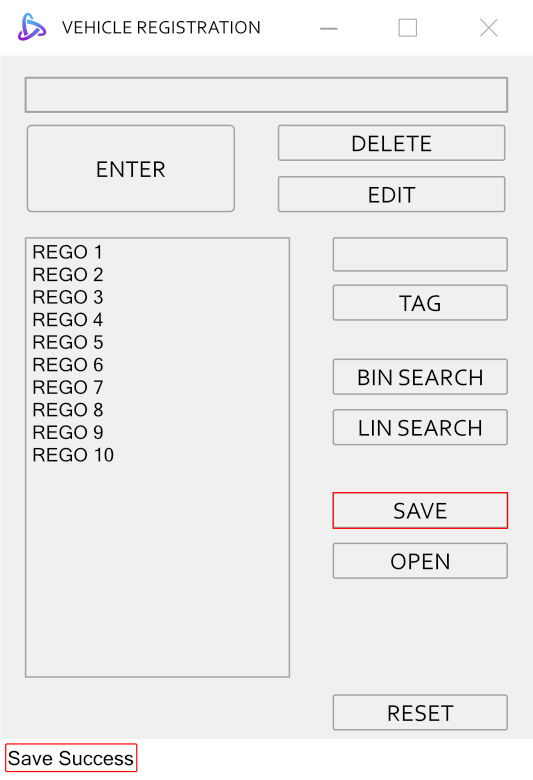 VEHICLE REGISTRATION
ENTER
DELETE
EDIT
REGO 1
REGO 2
REGO 3
REGO 4
REGO 5
REGO 6
REGO 7
REGO 8
REGO 9
REGO 10
TAG
BIN SEARCH
LIN SEARCH
SAVE
OPEN
RESET
Save Success